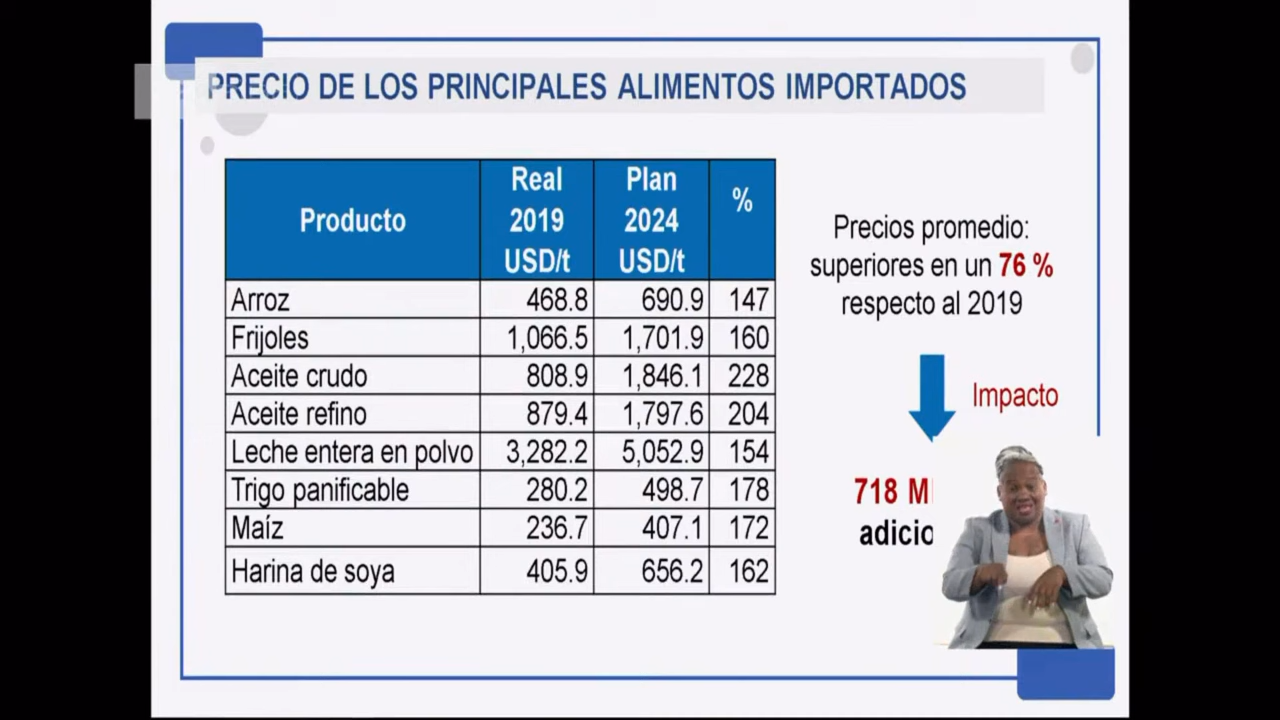 PRECIO DE LOS PRINCIPALES ALIMENTOS IMPORTADOS
Producto Real 2019 USD/t Plan 2024 USD/t %
Arroz 468.8 690.9 147
Frijoles 1,066.5 1,701.9 160
Aceite crudo 808.9 1,846.1 228
Aceite refino 879.4 1,797.6 204
Leche entera en polvo 3,282.2 5,052.9 154
Trigo panificable 280.2 498.7 178
Maíz 236.7 407.1 172
Harina de soya 405.9 656.2 162
Precios promedio:
superiores en un 76 %
respecto al 2019
Impacto
718